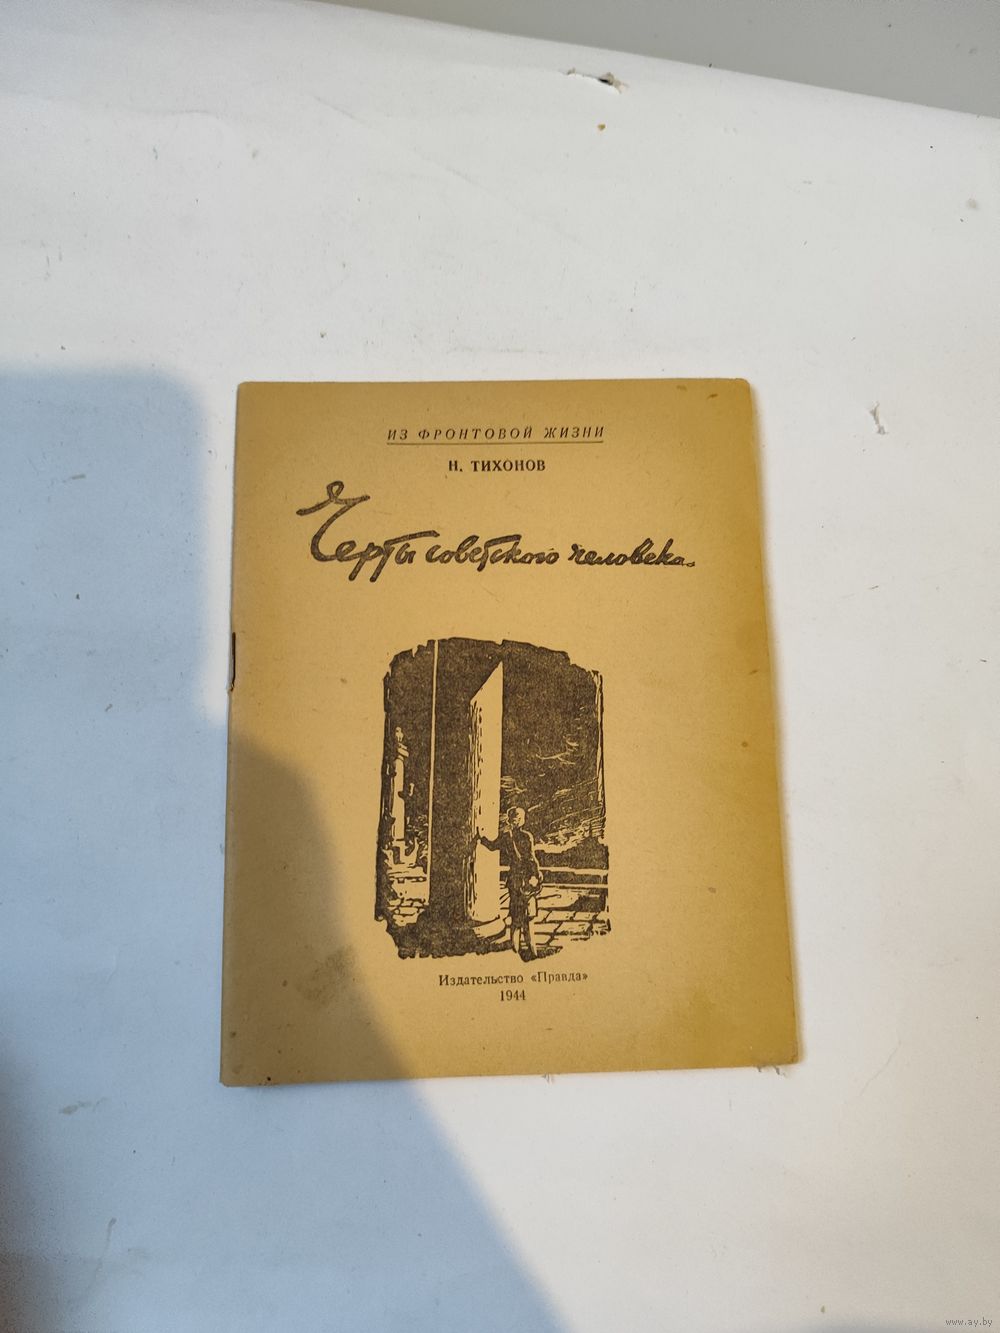 ИЗ ФРОНТОВОЙ ЖИЗНИ
Н. ТИХОНОВ
Черты советского человека.
Издательство «Правда»
1944
www.ay.by